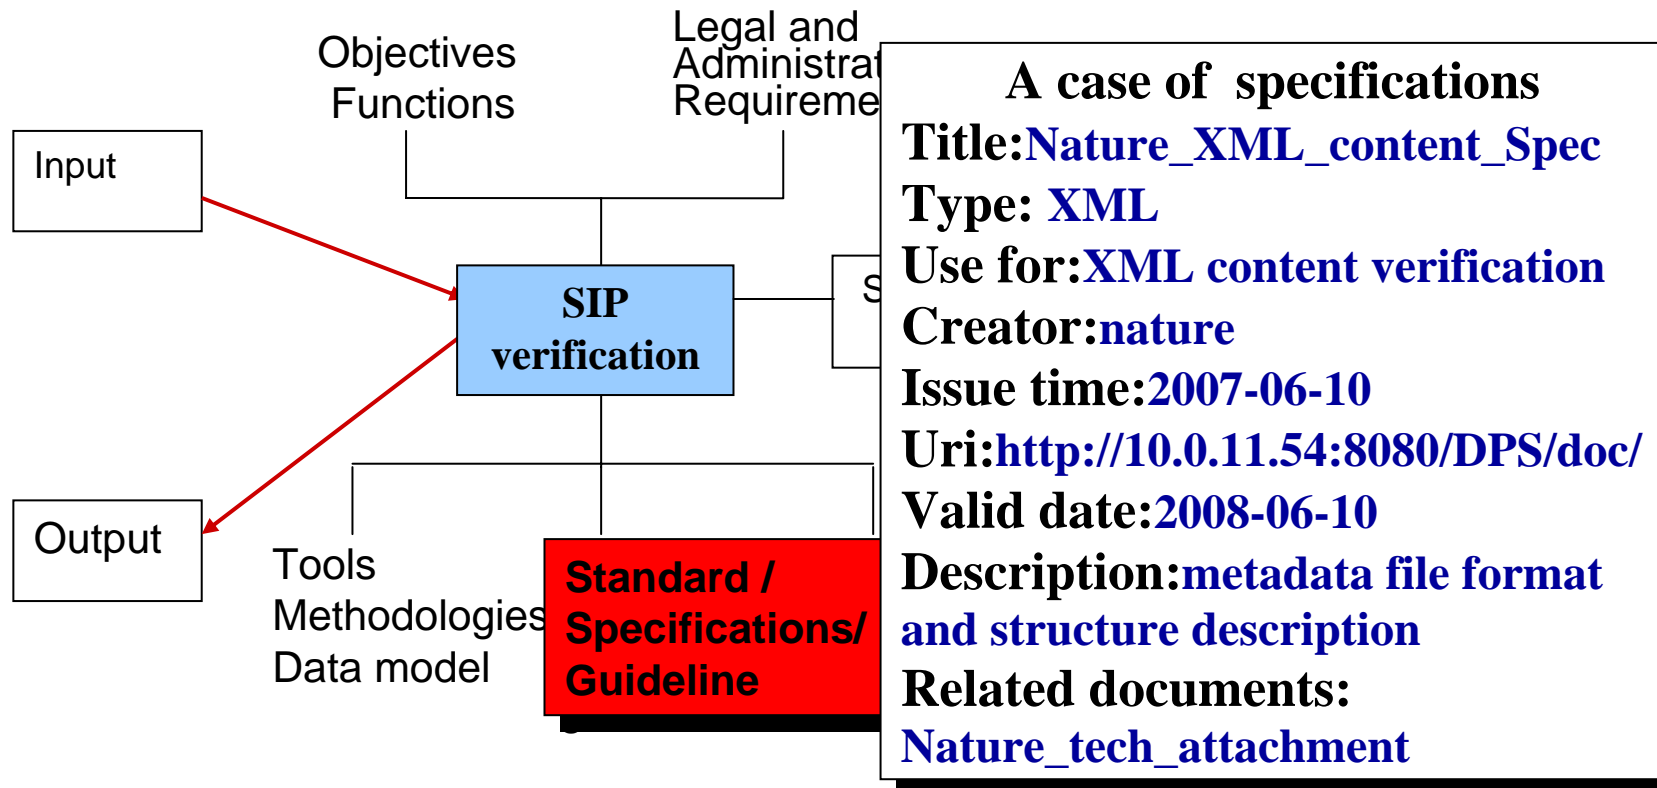 Objectives
Functions
Legal and
Administrat
Requireme
Input
SIP
verification
S
Output
Tools
Methodologies
Data model
Standard /
Specifications/
Guideline
A case of specifications
Title:Nature_XML_content_Spec
Type: XML
Use for:XML content verification
Creator:nature
Issue time:2007-06-10
Uri:http://10.0.11.54:8080/DPS/doc/
Valid date:2008-06-10
Description:metadata file format
and structure description
Related documents:
Nature_tech_attachment